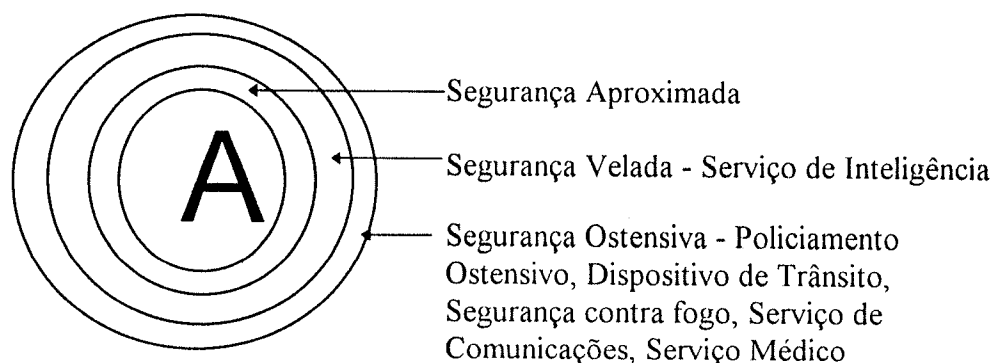 A
Segurança Aproximada
Segurança Velada - Serviço de Inteligência
Segurança Ostensiva - Policiamento
Ostensivo, Dispositivo de Trânsito,
Segurança contra fogo, Serviço de
Comunicações, Serviço Médico